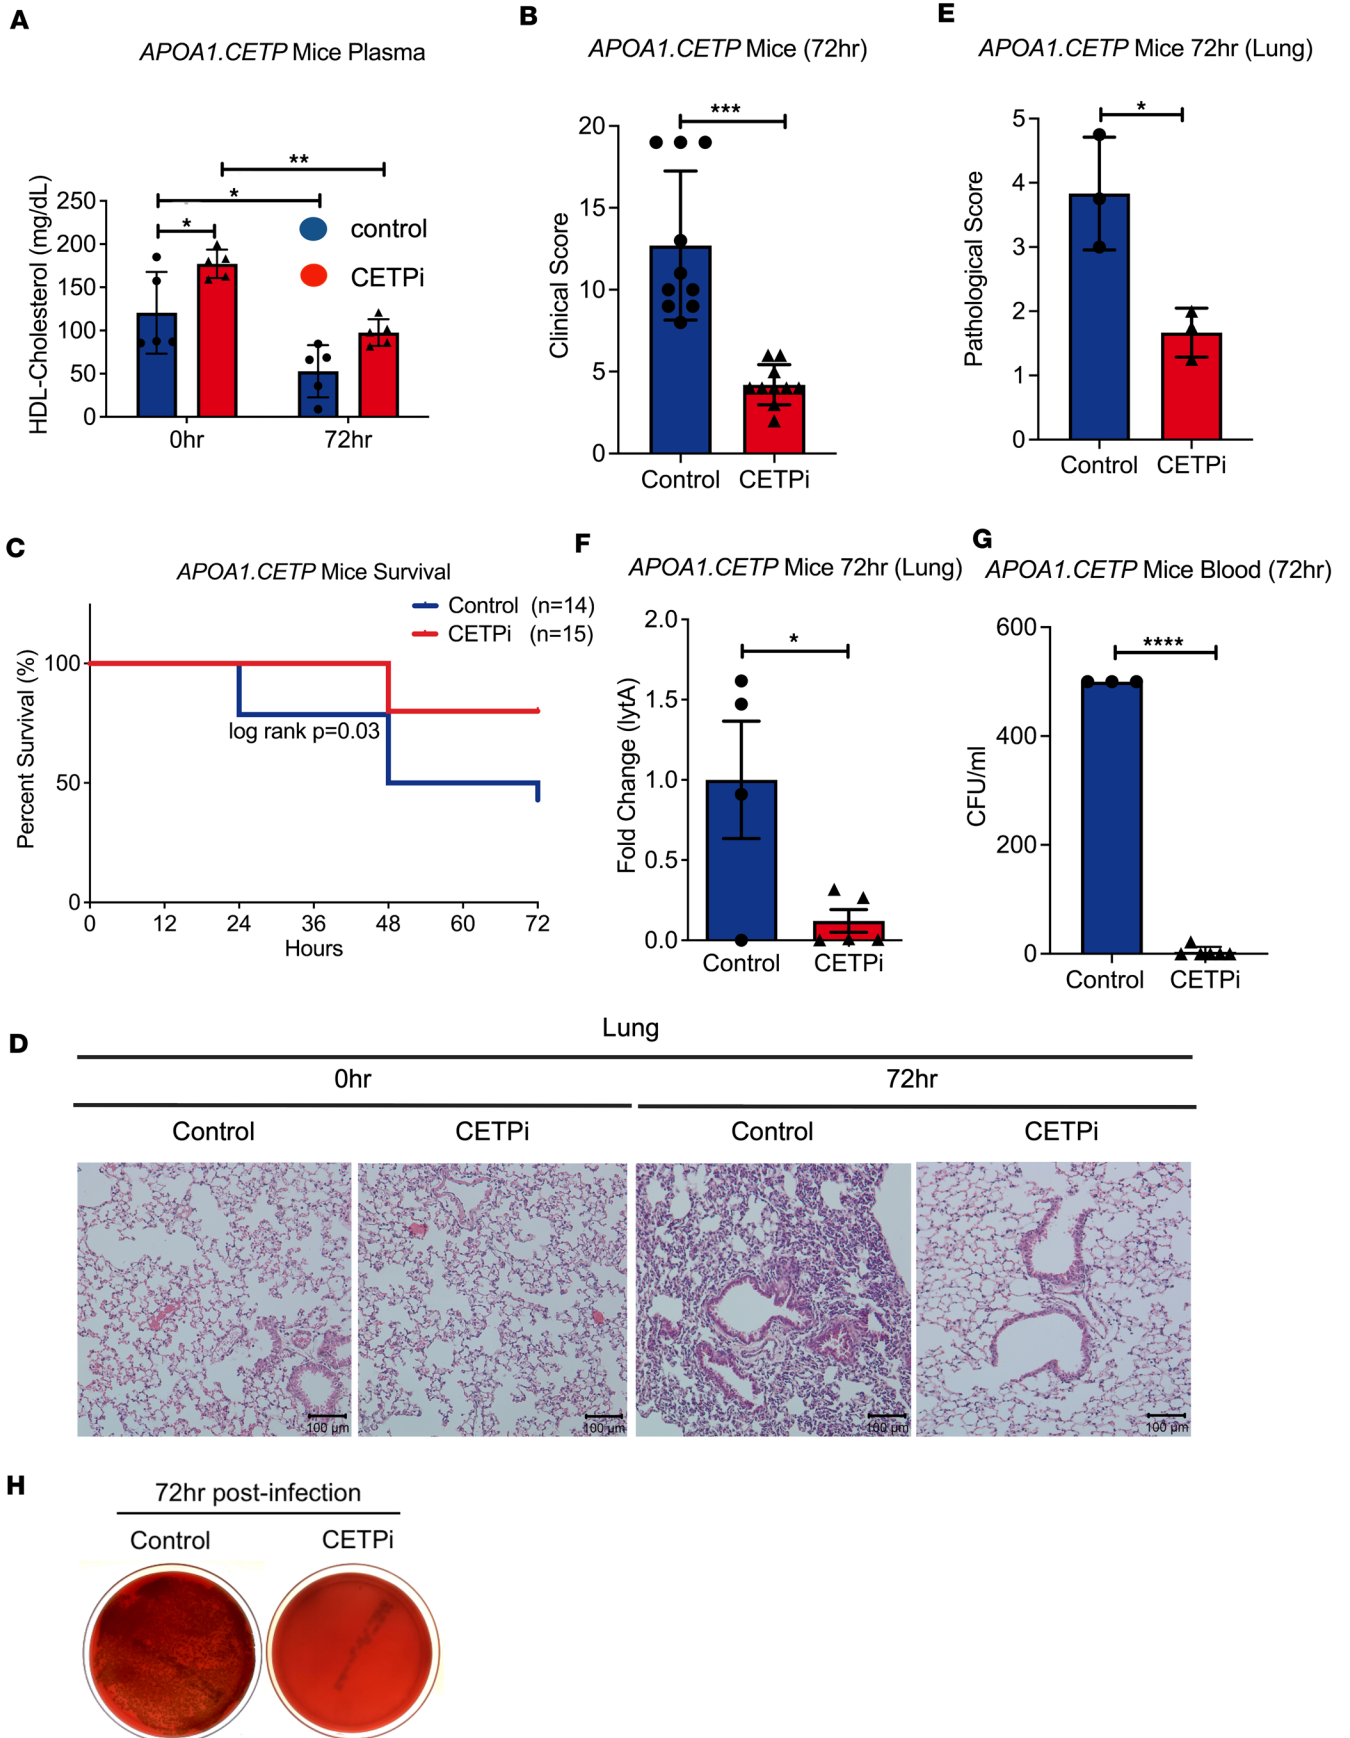 A
APOA1.CETP Mice Plasma
**
*
*
HDL-Cholesterol (mg/dL)
250
200
150
100
50
0
control
CETPi
0hr
72hr
B
APOA1.CETP Mice (72hr)
***
Clinical Score
20
15
10
5
0
Control
CETPi
E
APOA1.CETP Mice 72hr (Lung)
*
Pathological Score
5
4
3
2
1
0
Control
CETPi
C
APOA1.CETP Mice Survival
Control (n=14)
CETPi (n=15)
Percent Survival (%)
100
50
0
log rank p=0.03
0 12 24 36 48 60 72
Hours
F
APOA1.CETP Mice 72hr (Lung)
*
Fold Change (lytA)
2.0
1.5
1.0
0.5
0.0
Control
CETPi
G
APOA1.CETP Mice Blood (72hr)
****
CFU/ml
600
400
200
0
Control
CETPi
D
Lung
0hr
72hr
Control
CETPi
Control
CETPi
100 µm
100 µm
100 µm
100 µm
H
72hr post-infection
Control
CETPi